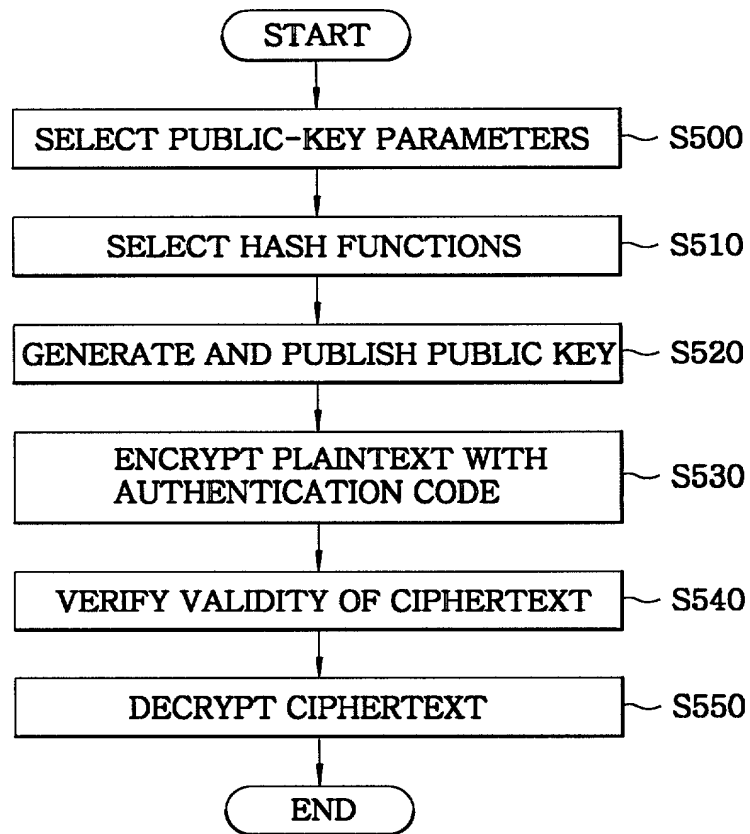 START
SELECT PUBLIC-KEY PARAMETERS
S500
SELECT HASH FUNCTIONS
S510
GENERATE AND PUBLISH PUBLIC KEY
S520
ENCRYPT PLAINTEXT WITH
AUTHENTICATION CODE
S530
VERIFY VALIDITY OF CIPHERTEXT
S540
DECRYPT CIPHERTEXT
S550
END